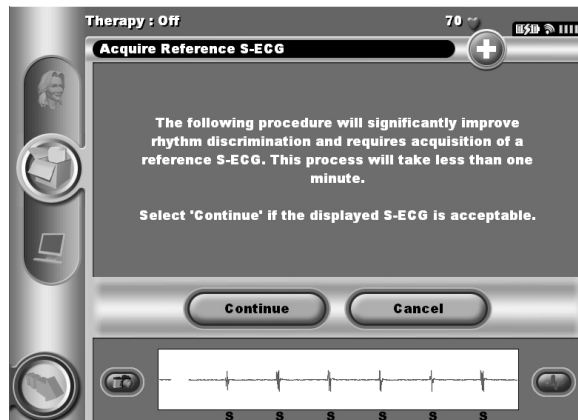 Therapy : Off
70
Acquire Reference S-ECG
The following procedure will significantly improve
rhythm discrimination and requires acquisition of a
reference S-ECG. This process will take less than one
minute.
Select 'Continue' if the displayed S-ECG is acceptable.
Continue
Cancel
S S S S S S